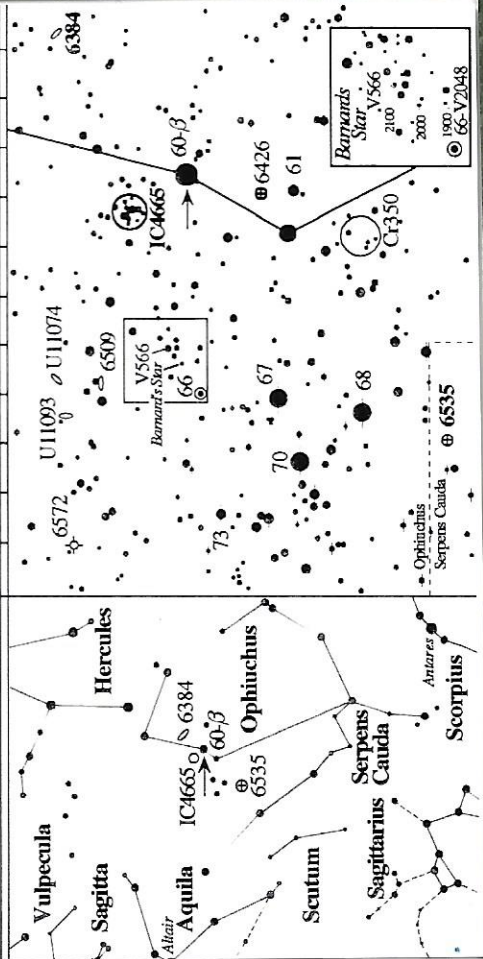 Vulpecula
Hercules
Sagitta
Altair
Aquila
6384
IC4665
60-β
Ophiuchus
6535
Scutum
Serpens
Cauda
Sagittarius
Antares
Scorpius
6384
U11093
U11074
6572
6509
IC4665
60-β
V566
Barnard's Star
66
6426
61
73
67
70
68
Cr350
Ophiuchus
Serpens Cauda
6535
Barnards
Star
V566
2100
2000
1900
66-V2048